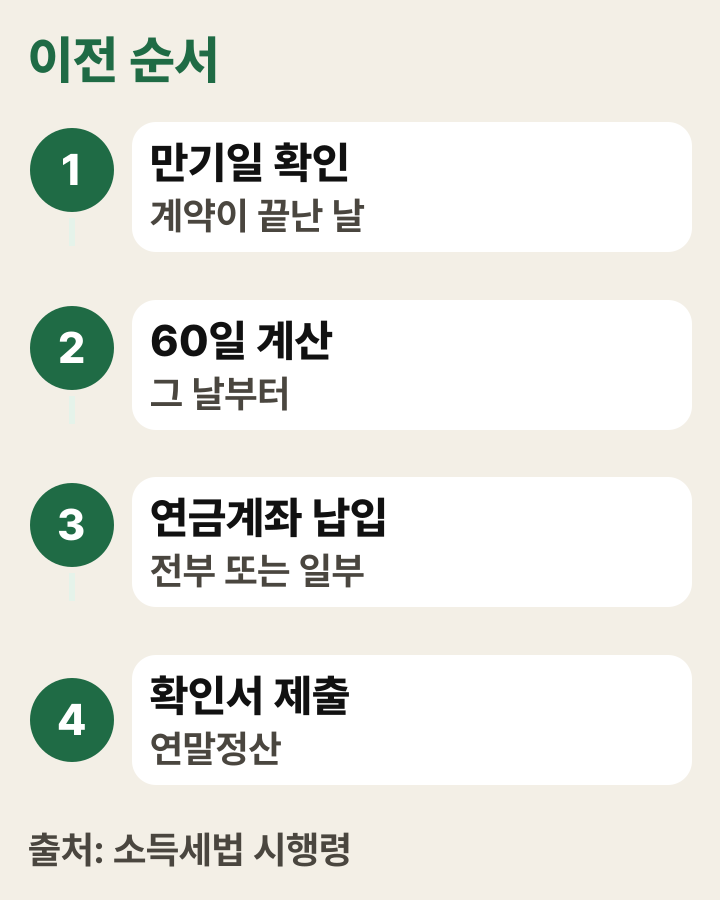 이전 순서
1
만기일 확인
계약이 끝난 날
2
60일 계산
그 날부터
3
연금계좌 납입
전부 또는 일부
4
확인서 제출
연말정산
출처: 소득세법 시행령